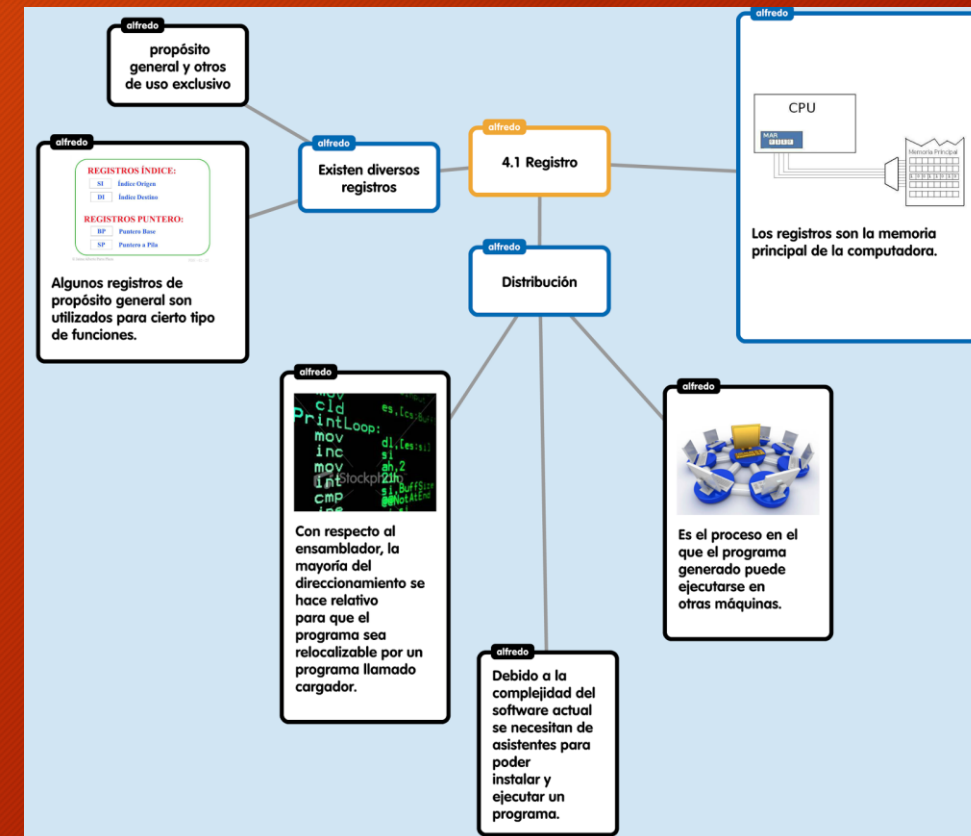 alfredo
propósito
general y otros
de uso exclusivo
alfredo
REGISTROS ÍNDICE:
SI Índice Origen
DI Índice Destino
REGISTROS PUNTERO:
BP Puntero Base
SP Puntero a Pila
Algunos registros de
propósito general son
utilizados para cierto tipo
de funciones.
alfredo
Existen diversos
registros
alfredo
4.1 Registro
alfredo
CPU
MAR
Memoria Principal
Los registros son la memoria
principal de la computadora.
alfredo
Distribución
alfredo
cld es,[cs:Buff
PrintLoop:
mov dl,[es:si]
inc si
mov ah,2
int 21h
cmp si,BuffSize
@@NotAtEnd
Con respecto al
ensamblador, la
mayoría del
direccionamiento se
hace relativo
para que el
programa sea
relocalizable por un
programa llamado
cargador.
alfredo
Debido a la
complejidad del
software actual
se necesitan de
asistentes para
poder
instalar y
ejecutar un
programa.
alfredo
Es el proceso en el
que el programa
generado puede
ejecutarse en
otras máquinas.